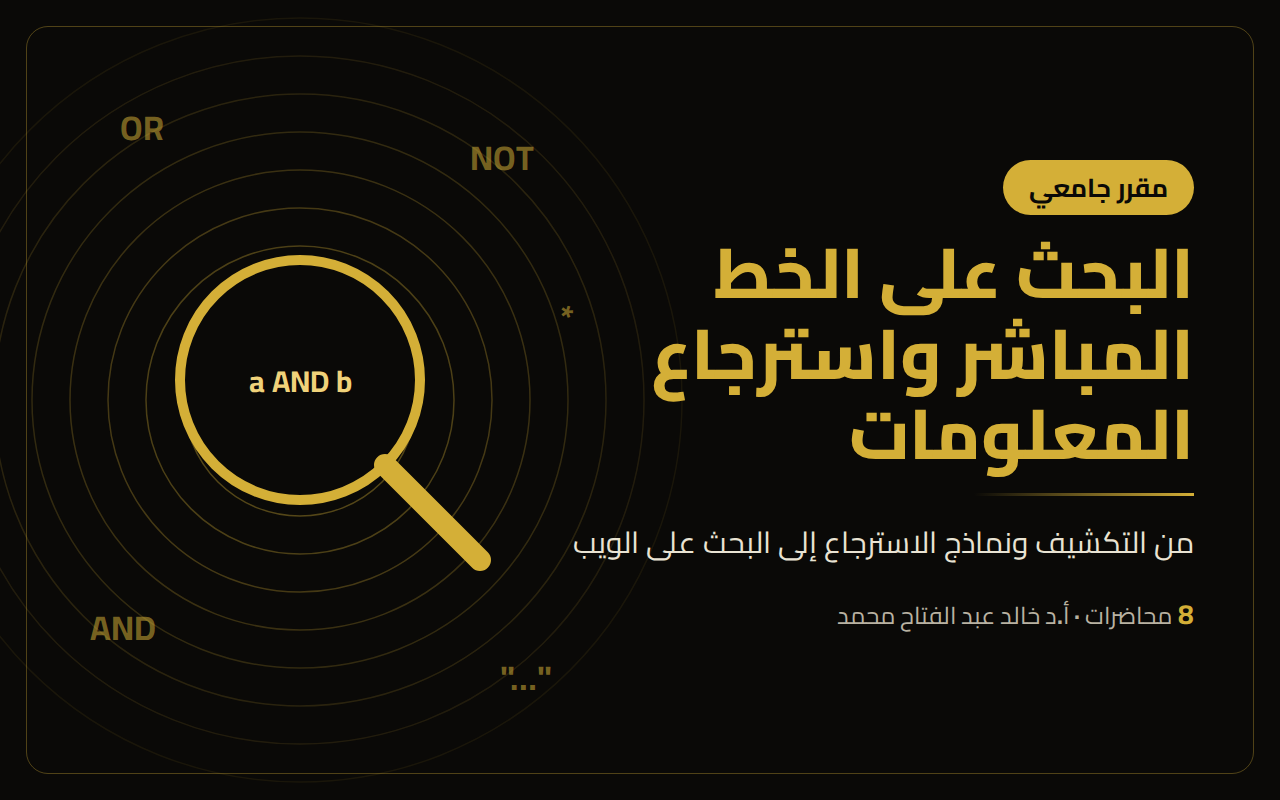 مقرر جامعي
البحث على الخط
المباشر واسترجاع
المعلومات
من التكشيف ونماذج الاسترجاع إلى البحث على الويب
8 محاضرات · أ.د خالد عبد الفتاح محمد
OR
NOT
*
a AND b
AND
"..."